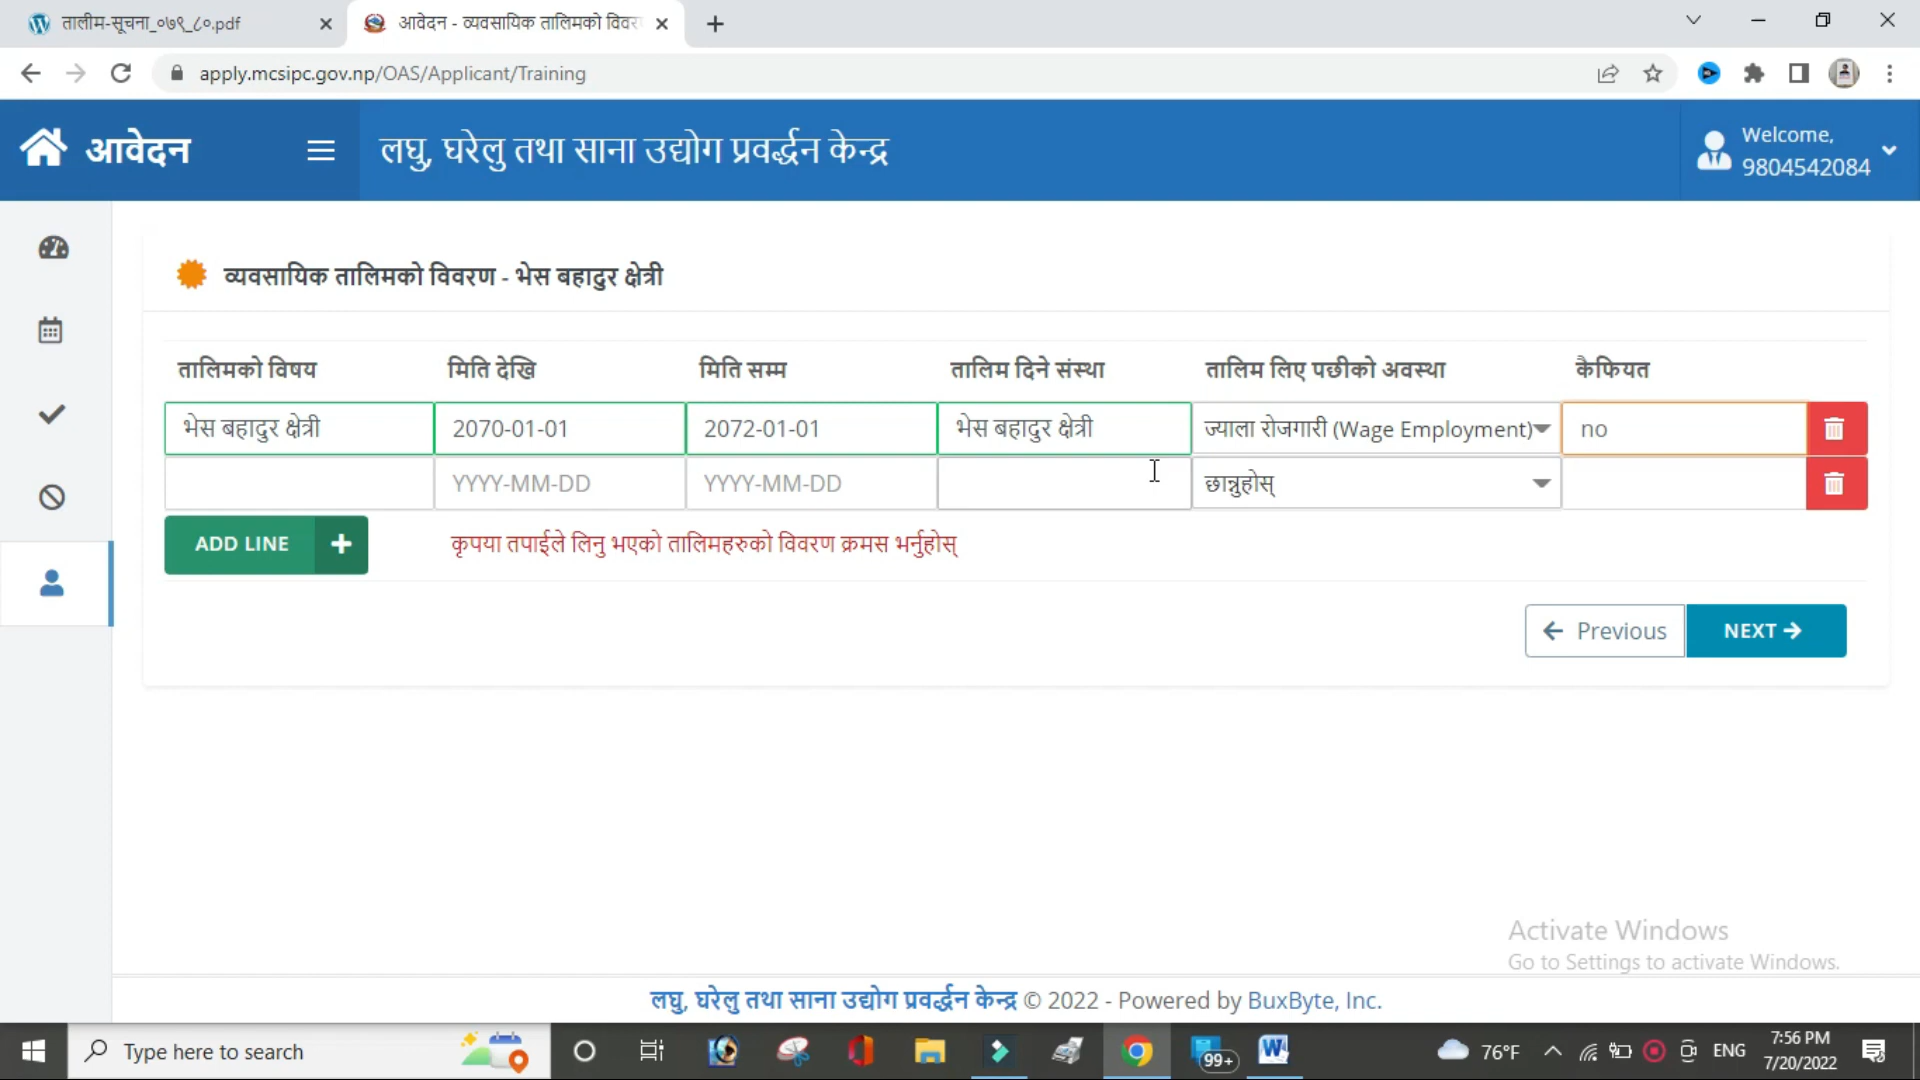 तालीम-सूचना_०७९_८०.pdf
आवेदन - व्यवसायिक तालिमको विवर
apply.mcsipc.gov.np/OAS/Applicant/Training
आवेदन
लघु, घरेलु तथा साना उद्योग प्रवर्द्धन केन्द्र
Welcome,
9804542084
व्यवसायिक तालिमको विवरण - भेस बहादुर क्षेत्री
तालिमको विषय मिति देखि मिति सम्म तालिम दिने संस्था तालिम लिए पछीको अवस्था कैफियत
भेस बहादुर क्षेत्री 2070-01-01 2072-01-01 भेस बहादुर क्षेत्री ज्याला रोजगारी (Wage Employment) no
YYYY-MM-DD YYYY-MM-DD छान्नुहोस्
ADD LINE + कृपया तपाईले लिनु भएको तालिमहरुको विवरण क्रमस भर्नुहोस्
Previous NEXT
Activate Windows
Go to Settings to activate Windows.
लघु, घरेलु तथा साना उद्योग प्रवर्द्धन केन्द्र © 2022 - Powered by BuxByte, Inc.
Type here to search
99+
76°F
ENG
7:56 PM
7/20/2022